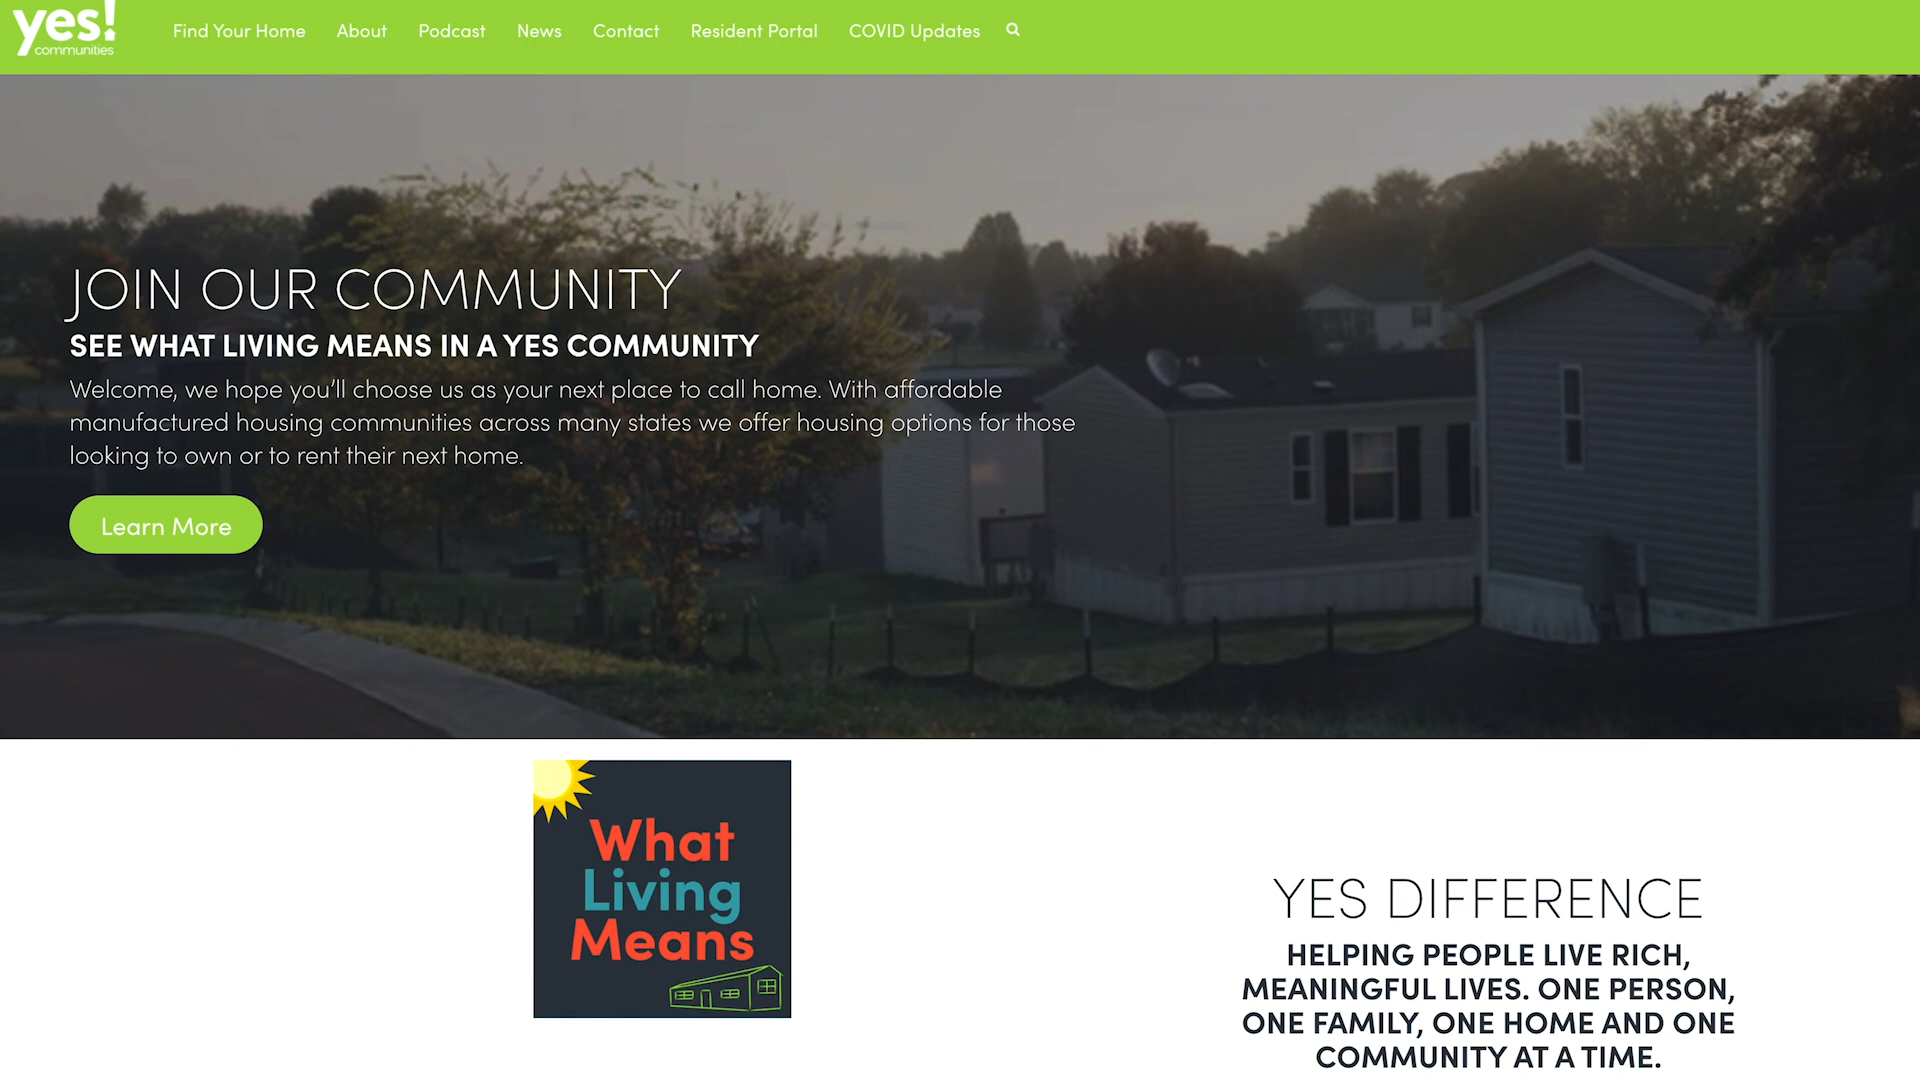 yes!
communities
Find Your Home About Podcast News Contact Resident Portal COVID Updates
JOIN OUR COMMUNITY
SEE WHAT LIVING MEANS IN A YES COMMUNITY
Welcome, we hope you’ll choose us as your next place to call home. With affordable
manufactured housing communities across many states we offer housing options for those
looking to own or to rent their next home.
Learn More
What
Living
Means
YES DIFFERENCE
HELPING PEOPLE LIVE RICH,
MEANINGFUL LIVES. ONE PERSON,
ONE FAMILY, ONE HOME AND ONE
COMMUNITY AT A TIME.